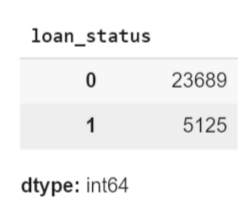 loan_status
0 23689
1 5125
dtype: int64